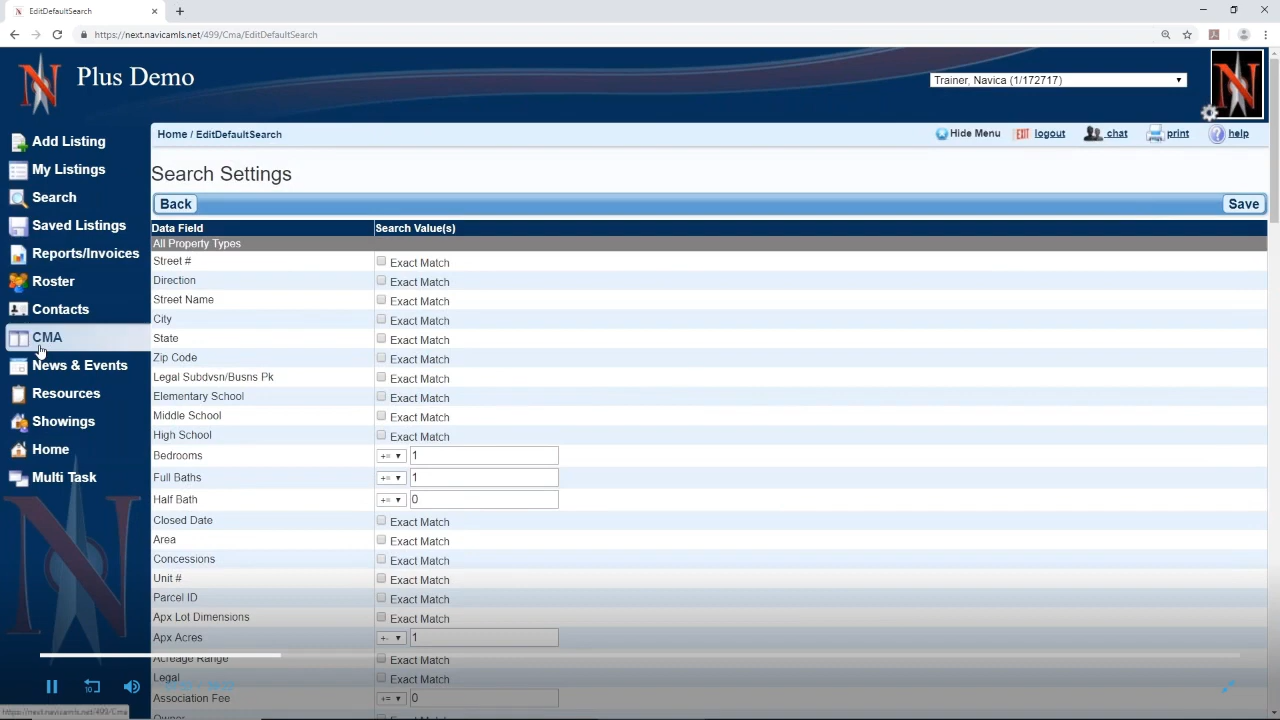 EditDefaultSearch
https://next.navicamls.net/499/Cma/EditDefaultSearch
Plus Demo
Trainer, Navica (1/172717)
Home / EditDefaultSearch
Hide Menu
EXIT logout
chat
print
help
Add Listing
My Listings
Search
Saved Listings
Reports/Invoices
Roster
Contacts
CMA
News & Events
Resources
Showings
Home
Multi Task
Search Settings
Back
Save
Data Field Search Value(s)
All Property Types
Street # Exact Match
Direction Exact Match
Street Name Exact Match
City Exact Match
State Exact Match
Zip Code Exact Match
Legal Subdvsn/Busns Pk Exact Match
Elementary School Exact Match
Middle School Exact Match
High School Exact Match
Bedrooms += 1
Full Baths += 1
Half Bath += 0
Closed Date Exact Match
Area Exact Match
Concessions Exact Match
Unit # Exact Match
Parcel ID Exact Match
Apx Lot Dimensions Exact Match
Apx Acres +- 1
Acreage Range Exact Match
Legal Exact Match
Association Fee += 0
Owner
10
https://next.navicamls.net/499/Cma